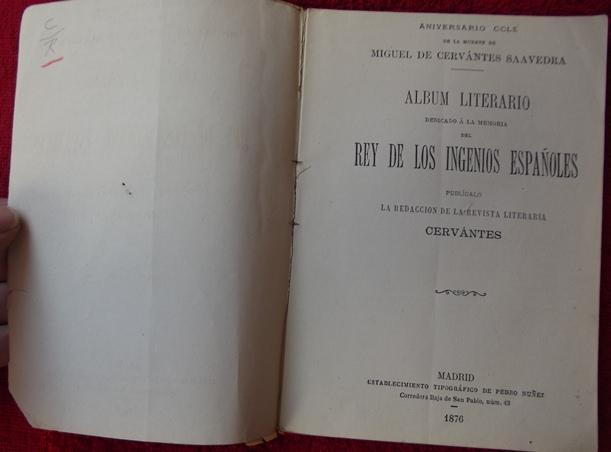 C/R
ANIVERSARIO CCLX
DE LA MUERTE DE
MIGUEL DE CERVÁNTES SAAVEDRA
ALBUM LITERARIO
DEDICADO Á LA MEMORIA
DEL
REY DE LOS INGENIOS ESPAÑOLES
PUBLÍCALO
LA REDACCION DE LA REVISTA LITERARIA
CERVÁNTES
MADRID
ESTABLECIMIENTO TIPOGRÁFICO DE PEDRO NUÑEZ
Corredera Baja de San Pablo, núm. 43
1876